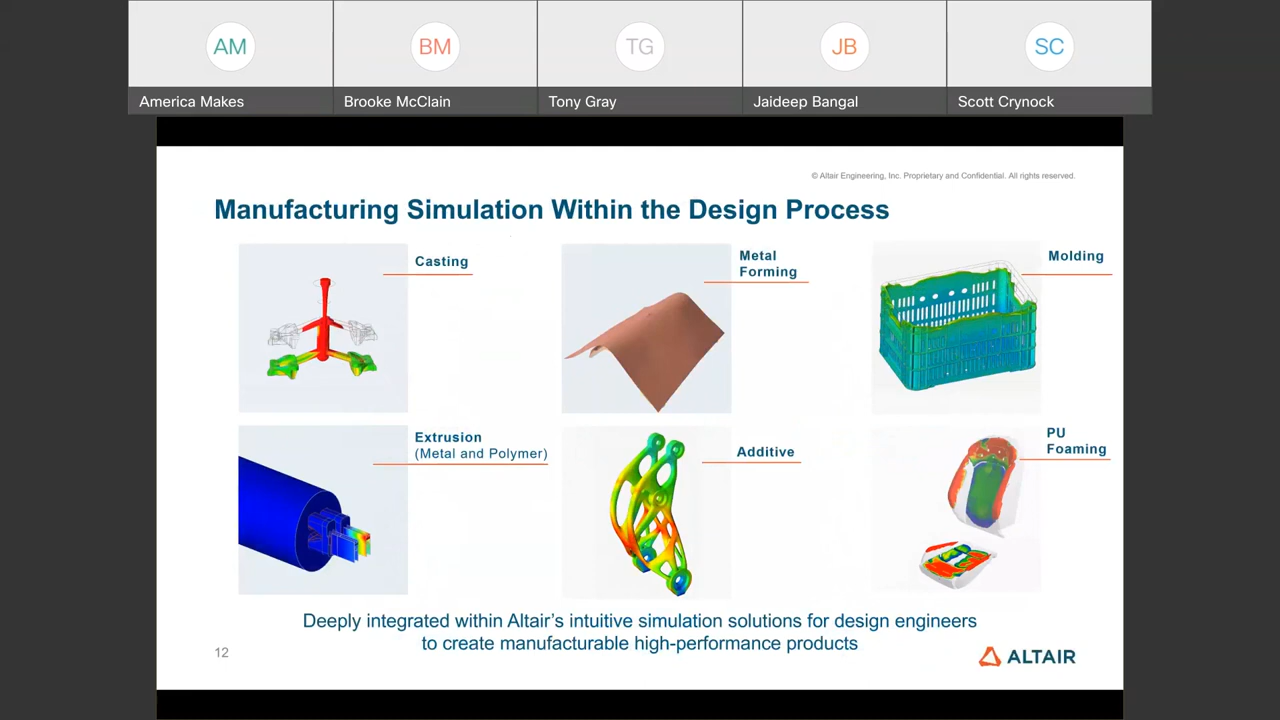 AM
BM
TG
JB
SC
America Makes
Brooke McClain
Tony Gray
Jaideep Bangal
Scott Crynock
© Altair Engineering, Inc. Proprietary and Confidential. All rights reserved.
Manufacturing Simulation Within the Design Process
Casting
Metal
Forming
Molding
Extrusion
(Metal and Polymer)
Additive
PU
Foaming
Deeply integrated within Altair's intuitive simulation solutions for design engineers
to create manufacturable high-performance products
12
ALTAIR